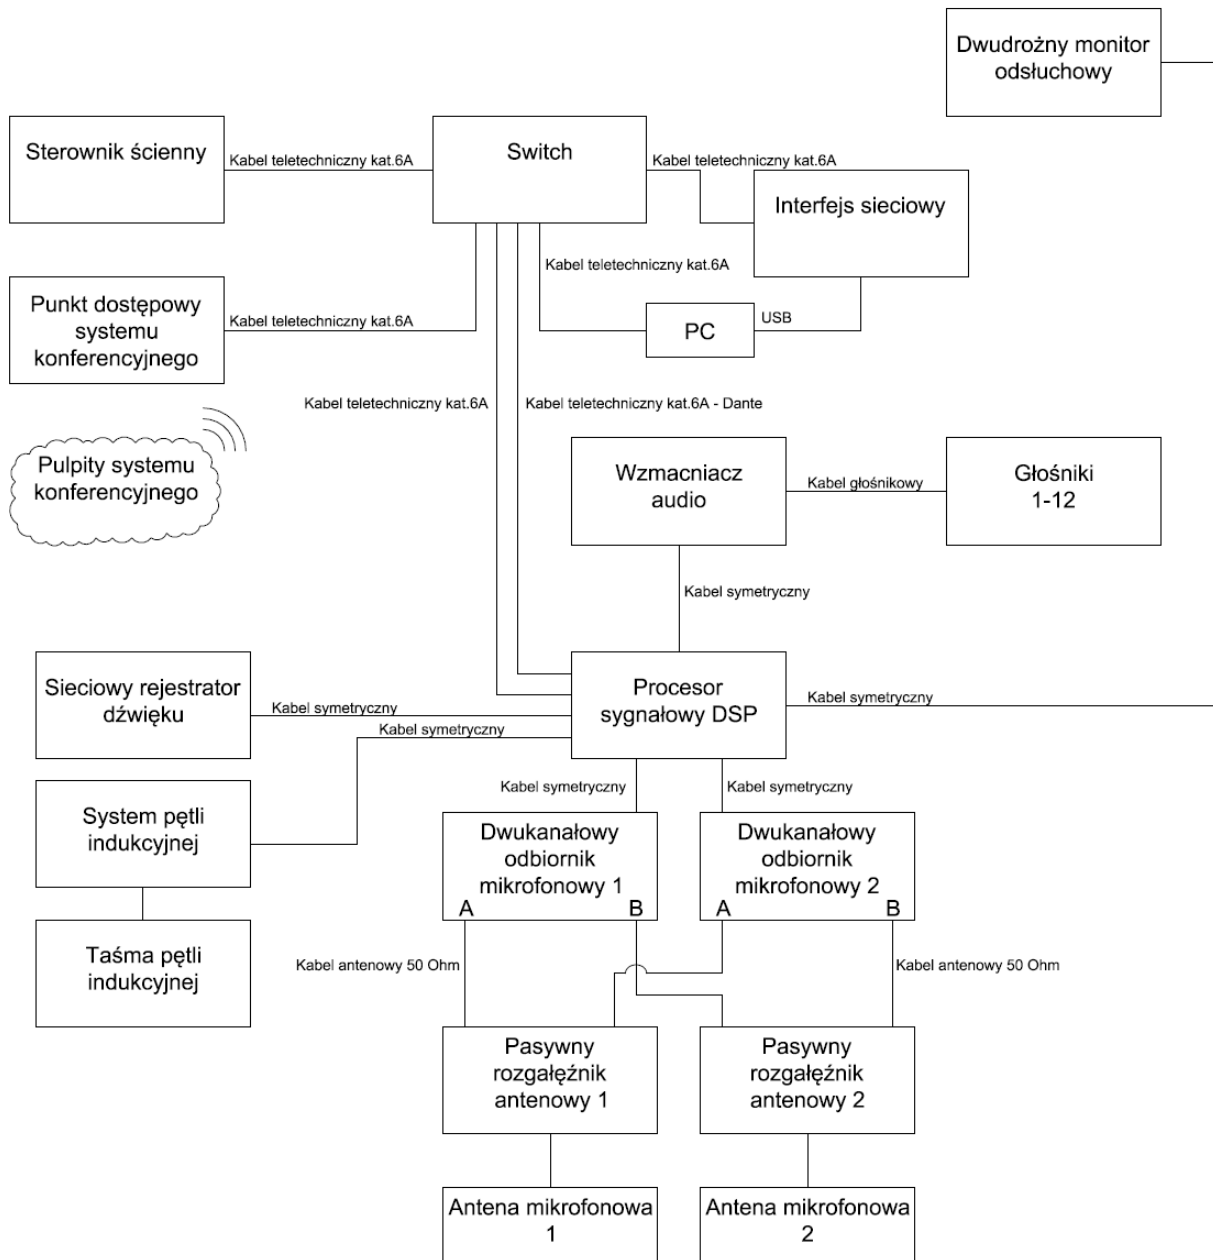 Dwudrożny monitor
odsłuchowy
Sterownik ścienny
Kabel teletechniczny kat.6A
Switch
Kabel teletechniczny kat.6A
Interfejs sieciowy
Kabel teletechniczny kat.6A
Punkt dostępowy
systemu
konferencyjnego
Kabel teletechniczny kat.6A
PC
USB
Kabel teletechniczny kat.6A
Kabel teletechniczny kat.6A - Dante
Pulpity systemu
konferencyjnego
Wzmacniacz
audio
Kabel głośnikowy
Głośniki
1-12
Kabel symetryczny
Sieciowy rejestrator
dźwięku
Kabel symetryczny
Kabel symetryczny
Procesor
sygnałowy DSP
Kabel symetryczny
Kabel symetryczny
Kabel symetryczny
System pętli
indukcyjnej
Dwukanałowy
odbiornik
mikrofonowy 1
A
B
Dwukanałowy
odbiornik
mikrofonowy 2
A
B
Taśma pętli
indukcyjnej
Kabel antenowy 50 Ohm
Kabel antenowy 50 Ohm
Pasywny
rozgałęźnik
antenowy 1
Pasywny
rozgałęźnik
antenowy 2
Antena mikrofonowa
1
Antena mikrofonowa
2